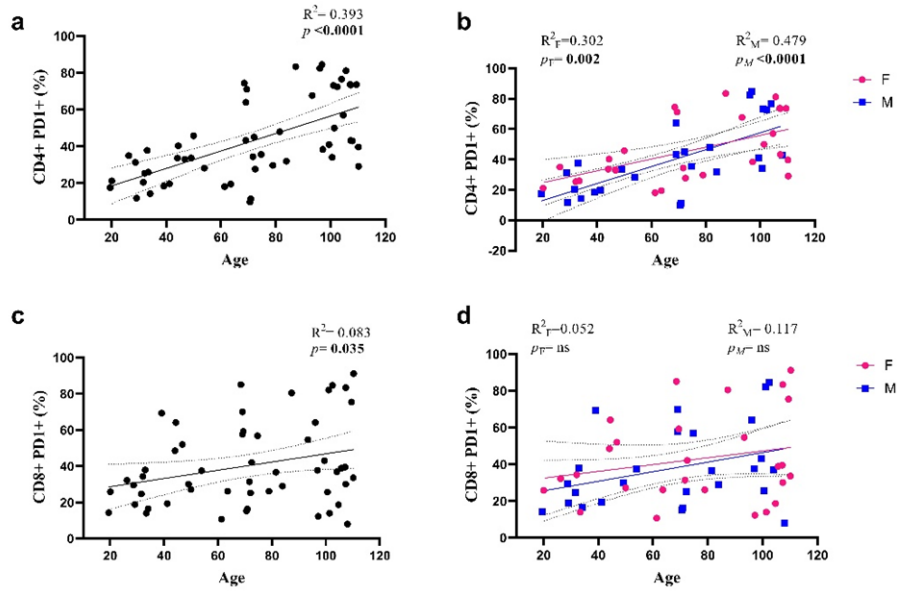 a
R²= 0.393
p <0.0001
CD4+ PD1+ (%)
100
80
60
40
20
0
0 20 40 60 80 100 120
Age
b
R²F=0.302
pF= 0.002
R²M= 0.479
pM <0.0001
CD4+ PD1+ (%)
100
80
60
40
20
0
-20
0 20 40 60 80 100 120
Age
F
M
c
R²= 0.083
p= 0.035
CD8+ PD1+ (%)
100
80
60
40
20
0
0 20 40 60 80 100 120
Age
d
R²F=0.052
pF= ns
R²M= 0.117
pM= ns
CD8+ PD1+ (%)
100
80
60
40
20
0
0 20 40 60 80 100 120
Age
F
M